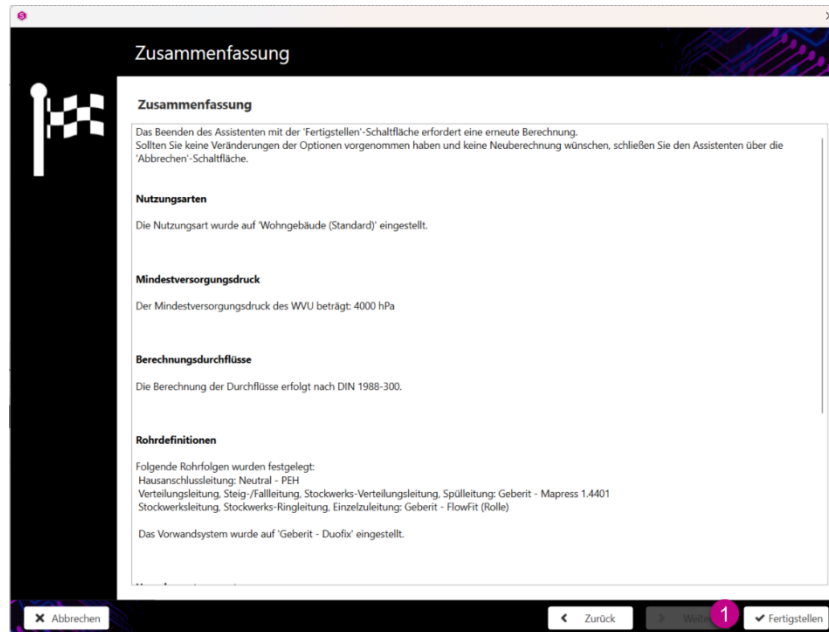 Zusammenfassung
Zusammenfassung
Das Beenden des Assistenten mit der 'Fertigstellen'-Schaltfläche erfordert eine erneute Berechnung.
Sollten Sie keine Veränderungen der Optionen vorgenommen haben und keine Neuberechnung wünschen, schließen Sie den Assistenten über die
'Abbrechen'-Schaltfläche.
Nutzungsarten
Die Nutzungsart wurde auf 'Wohngebäude (Standard)' eingestellt.
Mindestversorgungsdruck
Der Mindestversorgungsdruck des WVU beträgt: 4000 hPa
Berechnungsdurchflüsse
Die Berechnung der Durchflüsse erfolgt nach DIN 1988-300.
Rohrdefinitionen
Folgende Rohrfolgen wurden festgelegt:
Hausanschlussleitung: Neutral - PEH
Verteilungsleitung, Steig-/Fallleitung, Stockwerks-Verteilungsleitung, Spülleitung: Geberit - Mapress 1.4401
Stockwerksleitung, Stockwerks-Ringleitung, Einzelzuleitung: Geberit - FlowFit (Rolle)
Das Vorwandsystem wurde auf 'Geberit - Duofix' eingestellt.
Abbrechen
Zurück
1
Fertigstellen